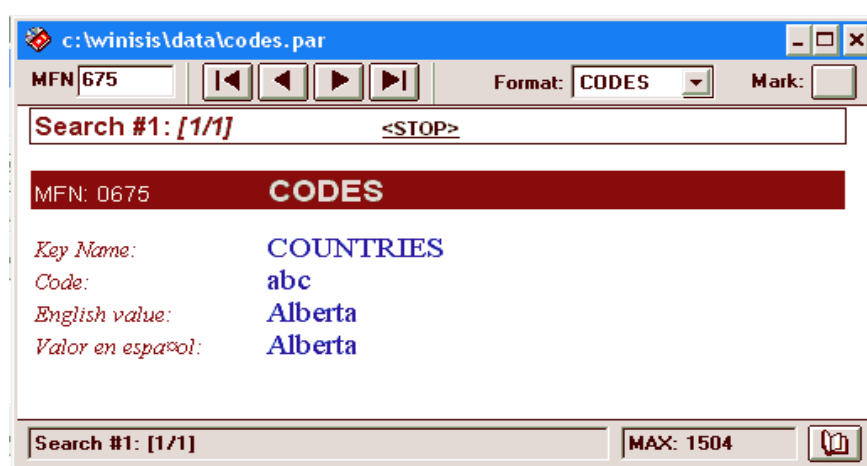 c:\winisis\data\codes.par
MFN 675 Format: CODES Mark:
Search #1: [1/1] <STOP>
MFN: 0675 CODES
Key Name: COUNTRIES
Code: abc
English value: Alberta
Valor en espa¤ol: Alberta
Search #1: [1/1] MAX: 1504